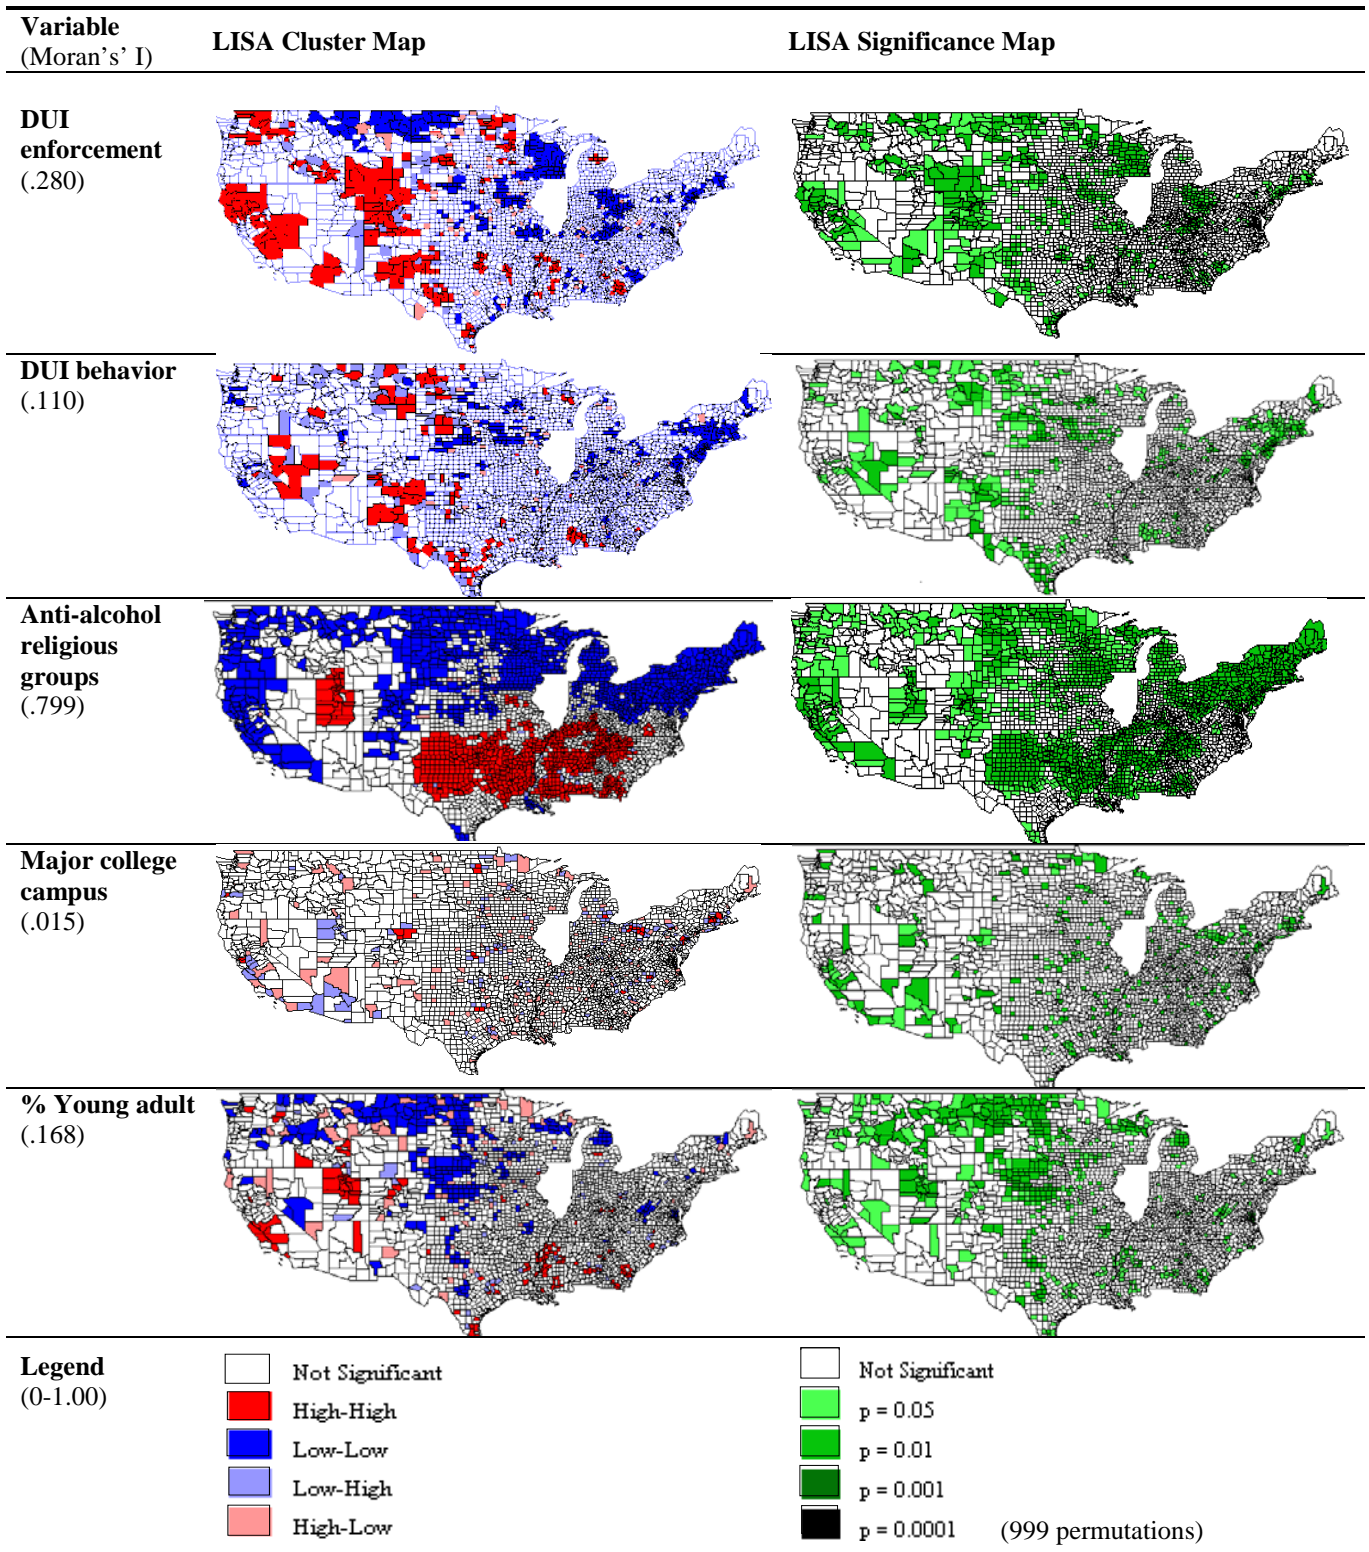 Variable
(Moran's' I)
LISA Cluster Map
LISA Significance Map
DUI
enforcement
(.280)
DUI behavior
(.110)
Anti-alcohol
religious
groups
(.799)
Major college
campus
(.015)
% Young adult
(.168)
Legend
(0-1.00)
Not Significant
High-High
Low-Low
Low-High
High-Low
Not Significant
p = 0.05
p = 0.01
p = 0.001
p = 0.0001 (999 permutations)